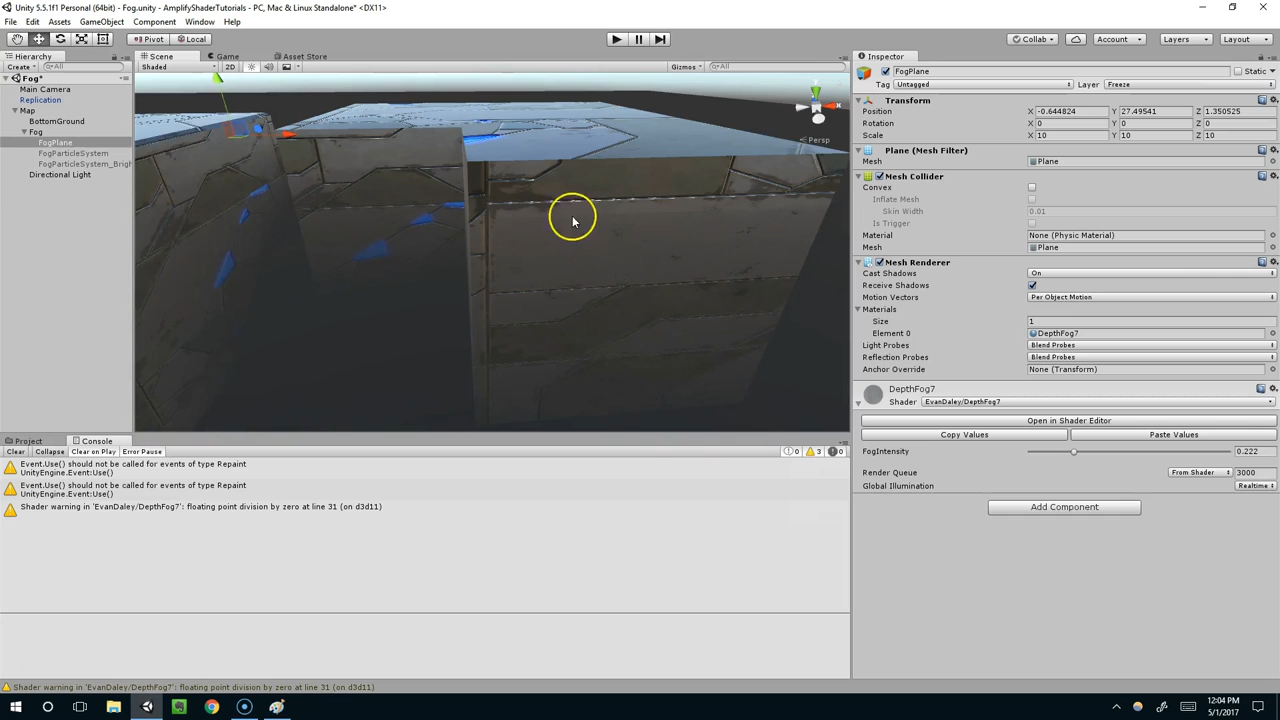 Unity 5.5.1f1 Personal (64bit) - Fog.unity - AmplifyShaderTutorials - PC, Mac & Linux Standalone* <DX11>
File Edit Assets GameObject Component Window Help
Pivot Local Collab Account Layers Layout
Hierarchy Scene Game Asset Store Inspector
Create All Shaded 2D Gizmos All
FogPlane Static
Tag Untagged Layer Freeze
Fog*
Main Camera
Replication
Map
BottomGround
Fog
FogPlane
FogParticleSystem
FogParticleSystem_Brigh
Directional Light
y
Persp
Transform
Position X -0.644824 Y 27.49541 Z 1.350525
Rotation X 0 Y 0 Z 0
Scale X 10 Y 10 Z 10
Plane (Mesh Filter)
Mesh Plane
Mesh Collider
Convex
Inflate Mesh
Skin Width 0.01
Is Trigger
Material None (Physic Material)
Mesh Plane
Mesh Renderer
Cast Shadows On
Receive Shadows
Motion Vectors Per Object Motion
Materials
Size 1
Element 0 DepthFog7
Light Probes Blend Probes
Reflection Probes Blend Probes
Anchor Override None (Transform)
DepthFog7
Shader EvanDaley/DepthFog7
Open in Shader Editor
Copy Values Paste Values
FogIntensity 0.222
Render Queue From Shader 3000
Global Illumination Realtime
Add Component
Project Console
Clear Collapse Clear on Play Error Pause 0 3 0
Event.Use() should not be called for events of type Repaint
UnityEngine.Event:Use()
Event.Use() should not be called for events of type Repaint
UnityEngine.Event:Use()
Shader warning in 'EvanDaley/DepthFog7': floating point division by zero at line 31 (on d3d11)
Shader warning in 'EvanDaley/DepthFog7': floating point division by zero at line 31 (on d3d11)
12:04 PM
5/1/2017